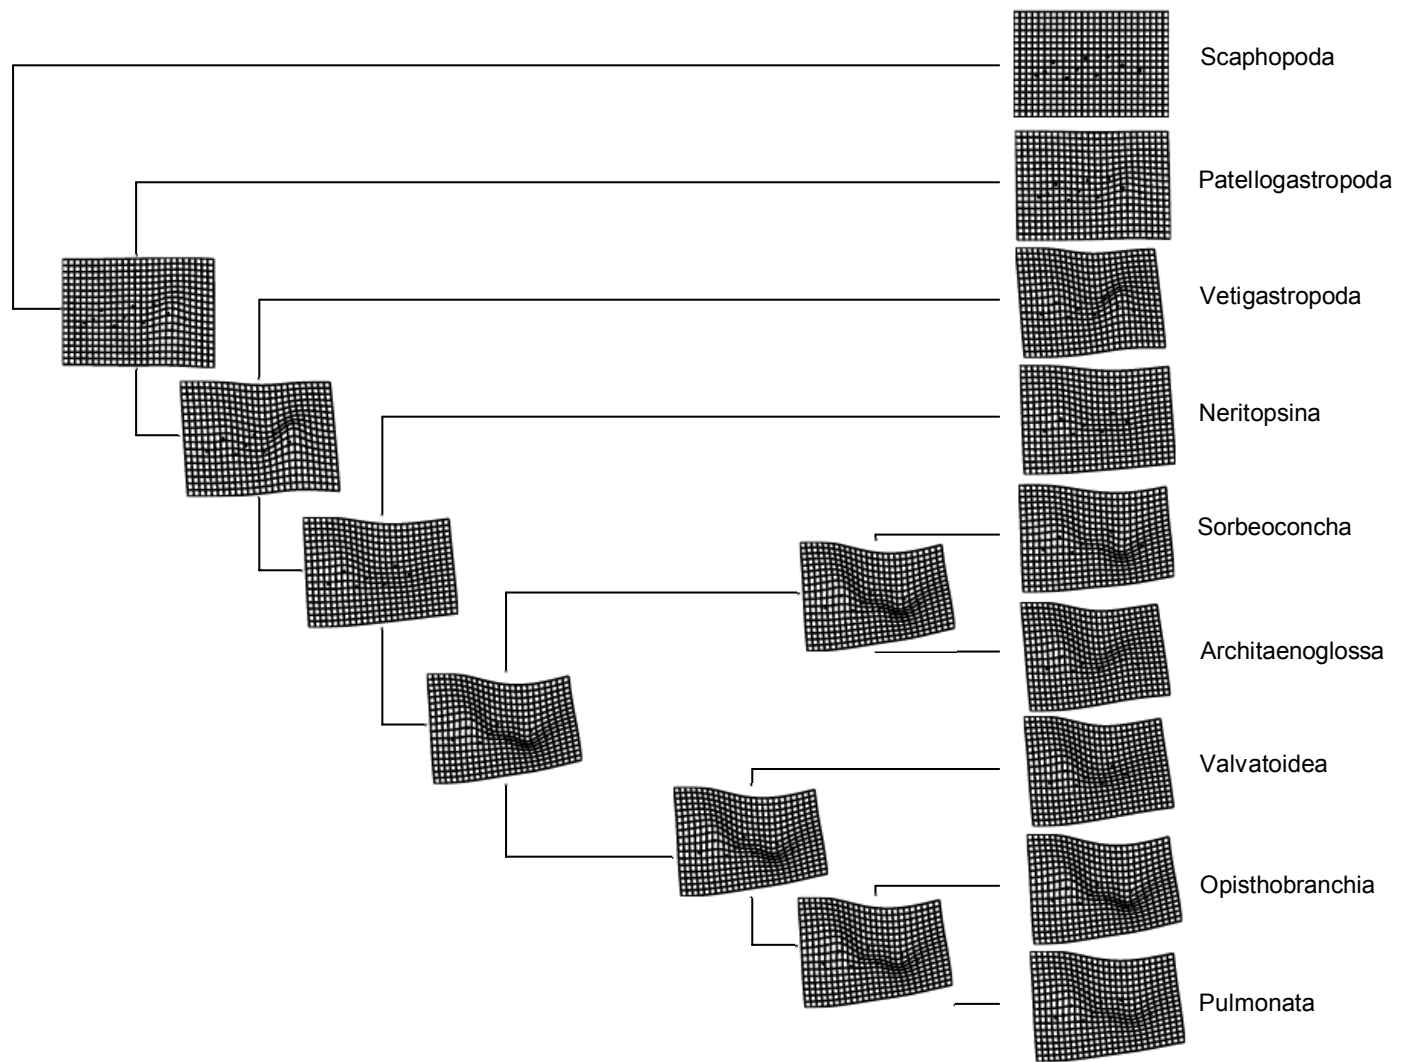 Scaphopoda
Patellogastropoda
Vetigastropoda
Neritopsina
Sorbeoconcha
Architaenoglossa
Valvatoidea
Opisthobranchia
Pulmonata